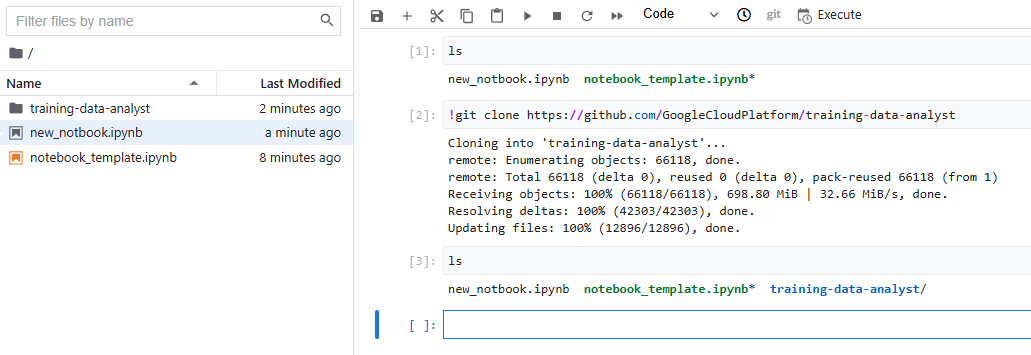 Filter files by name
/
Name Last Modified
training-data-analyst 2 minutes ago
new_notbook.ipynb a minute ago
notebook_template.ipynb 8 minutes ago
Code git Execute
[1]: ls
new_notbook.ipynb notebook_template.ipynb*
[2]: !git clone https://github.com/GoogleCloudPlatform/training-data-analyst
Cloning into 'training-data-analyst'...
remote: Enumerating objects: 66118, done.
remote: Total 66118 (delta 0), reused 0 (delta 0), pack-reused 66118 (from 1)
Receiving objects: 100% (66118/66118), 698.80 MiB | 32.66 MiB/s, done.
Resolving deltas: 100% (42303/42303), done.
Updating files: 100% (12896/12896), done.
[3]: ls
new_notbook.ipynb notebook_template.ipynb* training-data-analyst/
[ ]: